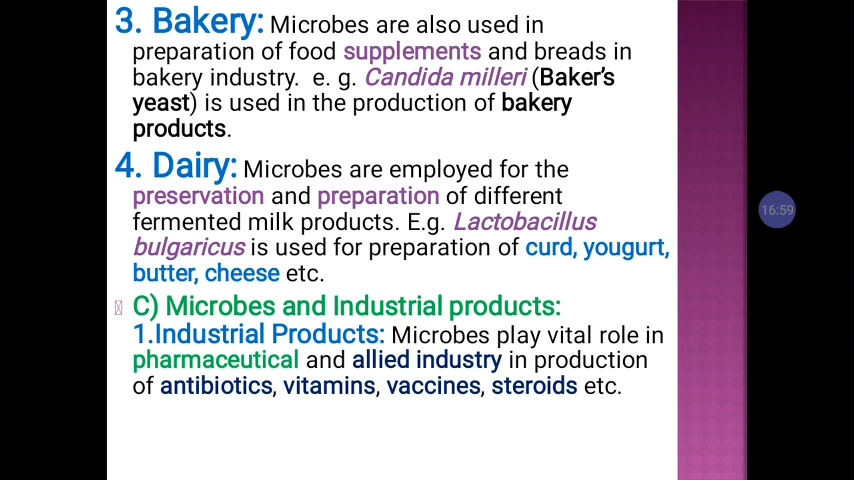 3. Bakery: Microbes are also used in
preparation of food supplements and breads in
bakery industry. e. g. Candida milleri (Baker's
yeast) is used in the production of bakery
products.
4. Dairy: Microbes are employed for the
preservation and preparation of different
fermented milk products. E.g. Lactobacillus
bulgaricus is used for preparation of curd, yougurt,
butter, cheese etc.
C) Microbes and Industrial products:
1.Industrial Products: Microbes play vital role in
pharmaceutical and allied industry in production
of antibiotics, vitamins, vaccines, steroids etc.
16:59